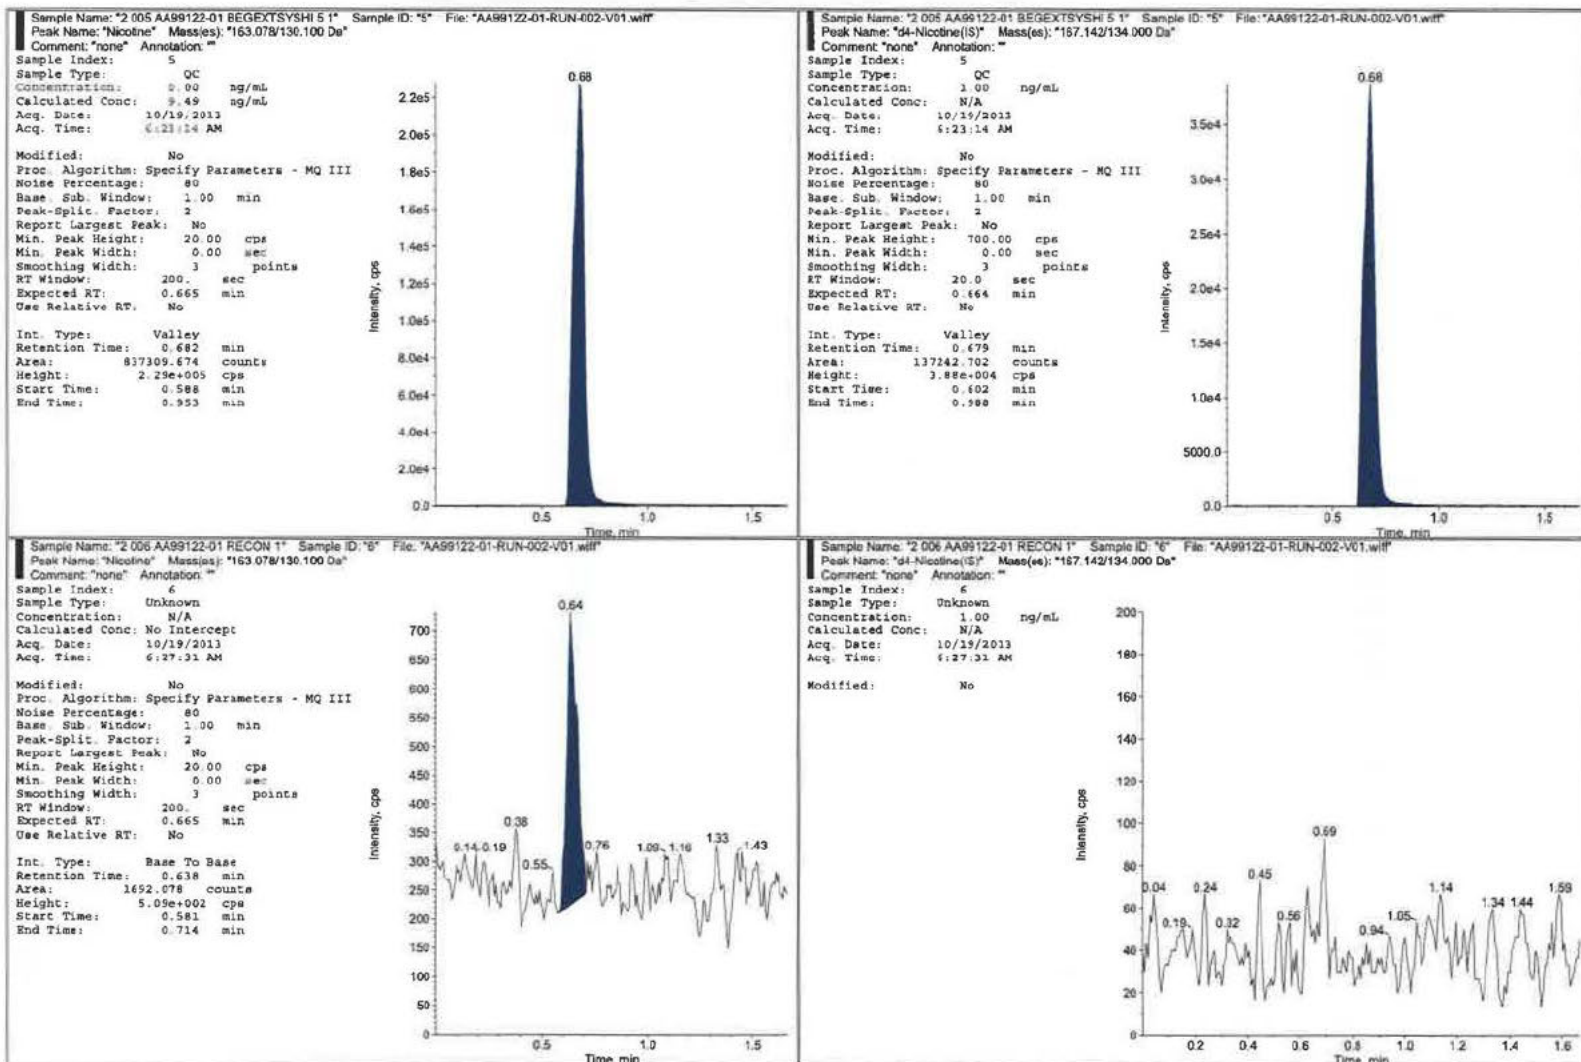 Sample Name: "2 005 AA99122-01 BEGEXTSYSHI 5 1" Sample ID: "5" File: "AA99122-01-RUN-002-V01.wiff"
Peak Name: "Nicotine" Mass(es): "163.078/130.100 Da"
Comment: "none" Annotation: ""
Sample Index: 5
Sample Type: QC
Concentration: ng/mL
Calculated Conc: 9.49 ng/mL
Acq. Date: 10/19/2013
Acq. Time: 6:23:14 AM
Modified: No
Proc. Algorithm: Specify Parameters - MQ III
Noise Percentage: 80
Base. Sub. Window: 1.00 min
Peak-Split. Factor: 2
Report Largest Peak: No
Min. Peak Height: 20.00 cps
Min. Peak Width: 0.00 sec
Smoothing Width: 3 points
RT Window: 200. sec
Expected RT: 0.665 min
Use Relative RT: No
Int. Type: Valley
Retention Time: 0.682 min
Area: 837309.674 counts
Height: 2.29e+005 cps
Start Time: 0.588 min
End Time: 0.953 min
0.68
2.2e5
2.0e5
1.8e5
1.6e5
1.4e5
1.2e5
1.0e5
8.0e4
6.0e4
4.0e4
2.0e4
0.0
Intensity, cps
0.5 1.0 1.5
Time, min
Sample Name: "2 005 AA99122-01 BEGEXTSYSHI 5 1" Sample ID: "5" File: "AA99122-01-RUN-002-V01.wiff"
Peak Name: "d4-Nicotine(IS)" Mass(es): "167.142/134.000 Da"
Comment: "none" Annotation: ""
Sample Index: 5
Sample Type: QC
Concentration: 1.00 ng/mL
Calculated Conc: N/A
Acq. Date: 10/19/2013
Acq. Time: 6:23:14 AM
Modified: No
Proc. Algorithm: Specify Parameters - MQ III
Noise Percentage: 80
Base. Sub. Window: 1.00 min
Peak-Split. Factor: 2
Report Largest Peak: No
Min. Peak Height: 700.00 cps
Min. Peak Width: 0.00 sec
Smoothing Width: 3 points
RT Window: 20.0 sec
Expected RT: 0.664 min
Use Relative RT: No
Int. Type: Valley
Retention Time: 0.679 min
Area: 137242.702 counts
Height: 3.88e+004 cps
Start Time: 0.602 min
End Time: 0.988 min
0.68
3.5e4
3.0e4
2.5e4
2.0e4
1.5e4
1.0e4
5000.0
0.0
Intensity, cps
0.5 1.0 1.5
Time, min
Sample Name: "2 006 AA99122-01 RECON 1" Sample ID: "6" File: "AA99122-01-RUN-002-V01.wiff"
Peak Name: "Nicotine" Mass(es): "163.078/130.100 Da"
Comment: "none" Annotation: ""
Sample Index: 6
Sample Type: Unknown
Concentration: N/A
Calculated Conc: No Intercept
Acq. Date: 10/19/2013
Acq. Time: 6:27:31 AM
Modified: No
Proc. Algorithm: Specify Parameters - MQ III
Noise Percentage: 80
Base. Sub. Window: 1.00 min
Peak-Split. Factor: 2
Report Largest Peak: No
Min. Peak Height: 20.00 cps
Min. Peak Width: 0.00 sec
Smoothing Width: 3 points
RT Window: 200. sec
Expected RT: 0.665 min
Use Relative RT: No
Int. Type: Base To Base
Retention Time: 0.638 min
Area: 1692.078 counts
Height: 5.09e+002 cps
Start Time: 0.581 min
End Time: 0.714 min
0.64
700
650
600
550
500
450
400
350
300
250
200
150
100
50
0
Intensity, cps
0.14 0.19 0.38 0.55 0.76 1.09 1.16 1.33 1.43
0.5 1.0 1.5
Time, min
Sample Name: "2 006 AA99122-01 RECON 1" Sample ID: "6" File: "AA99122-01-RUN-002-V01.wiff"
Peak Name: "d4-Nicotine(IS)" Mass(es): "167.142/134.000 Da"
Comment: "none" Annotation: ""
Sample Index: 6
Sample Type: Unknown
Concentration: 1.00 ng/mL
Calculated Conc: N/A
Acq. Date: 10/19/2013
Acq. Time: 6:27:31 AM
Modified: No
200
180
160
140
120
100
80
60
40
20
0
Intensity, cps
0.04 0.19 0.24 0.32 0.45 0.56 0.69 0.94 1.05 1.14 1.34 1.44 1.59
0.2 0.4 0.6 0.8 1.0 1.2 1.4 1.6
Time, min